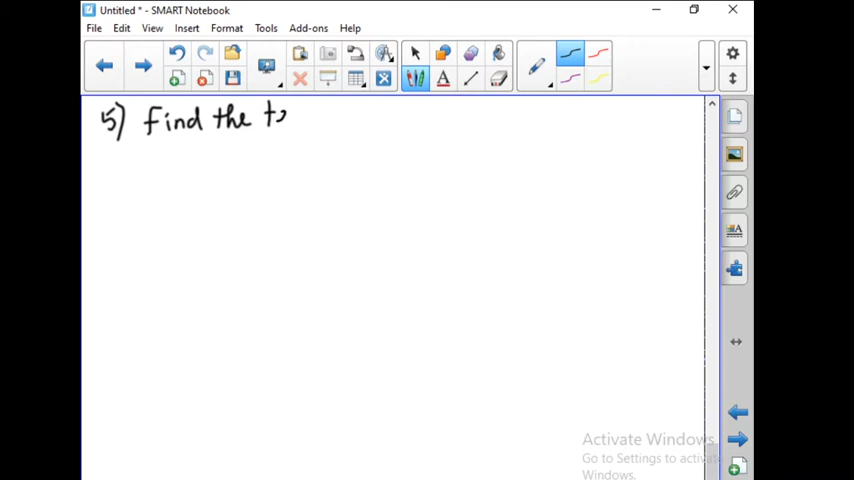 Untitled * - SMART Notebook
File Edit View Insert Format Tools Add-ons Help
5) Find the
Activate Windows
Go to Settings to activate
Windows.